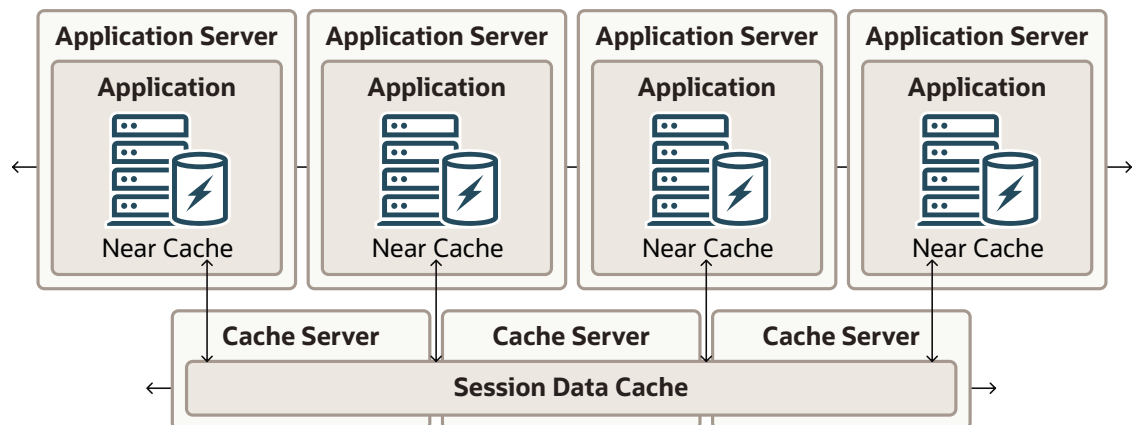 Application Server
Application Server
Application Server
Application Server
Application
Application
Application
Application
Near Cache
Near Cache
Near Cache
Near Cache
Cache Server
Cache Server
Cache Server
Session Data Cache